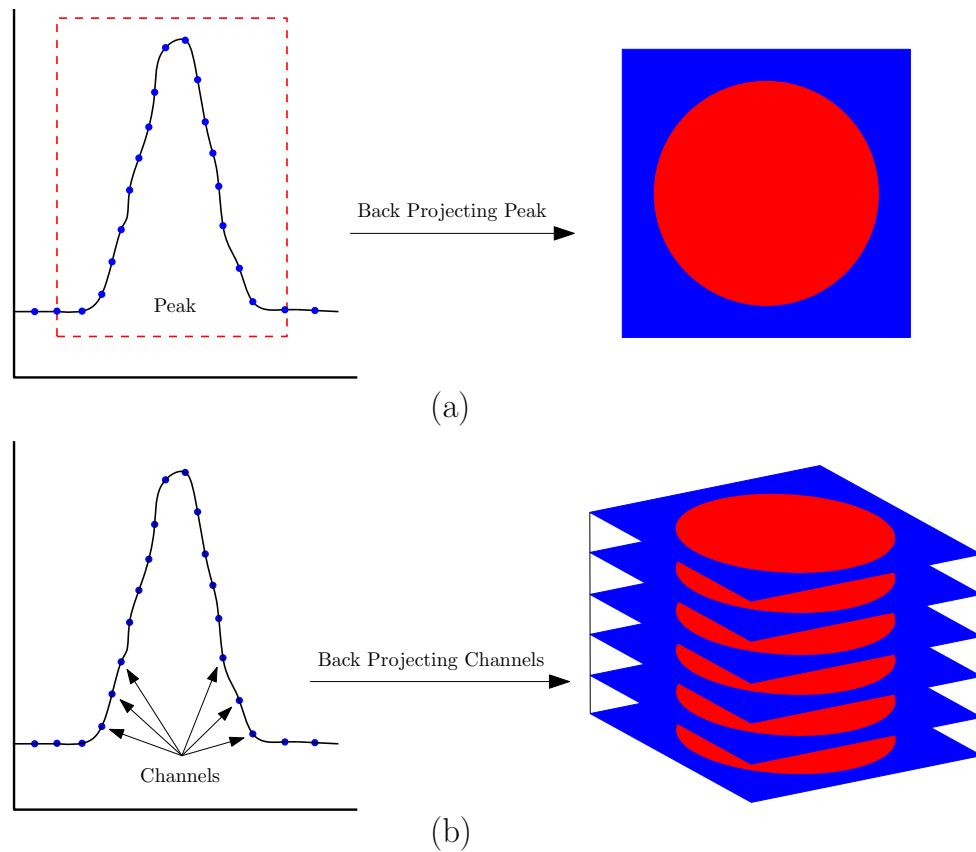 Back Projecting Peak
Peak
(a)
Back Projecting Channels
Channels
(b)